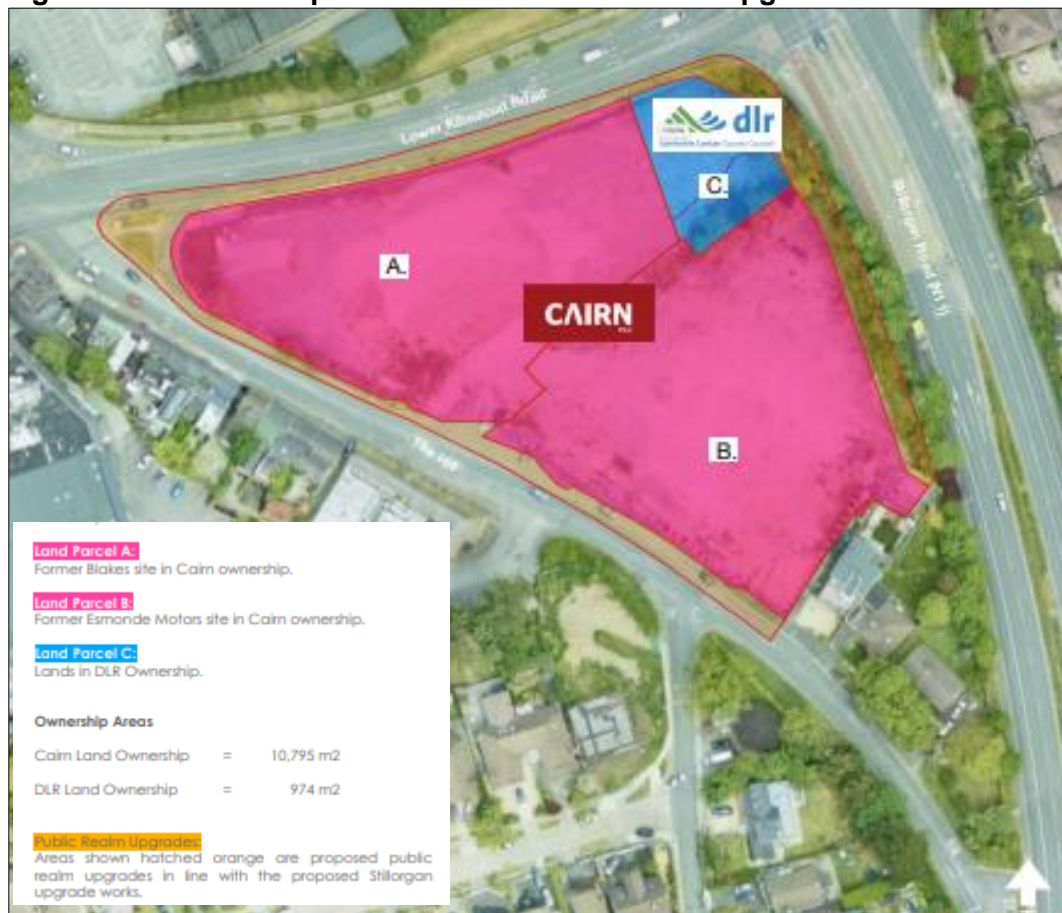 Lower Kilmacud Road
dlr
County Council
C.
A.
CAIRN
PLC
B.
The Hill
Land Parcel A:
Former Blakes site in Cairn ownership.
Land Parcel B:
Former Esmonde Motors site in Cairn ownership.
Land Parcel C:
Lands in DLR Ownership.
Ownership Areas
Cairn Land Ownership = 10,795 m2
DLR Land Ownership = 974 m2
Public Realm Upgrades:
Areas shown hatched orange are proposed public
realm upgrades in line with the proposed Stillorgan
upgrade works.